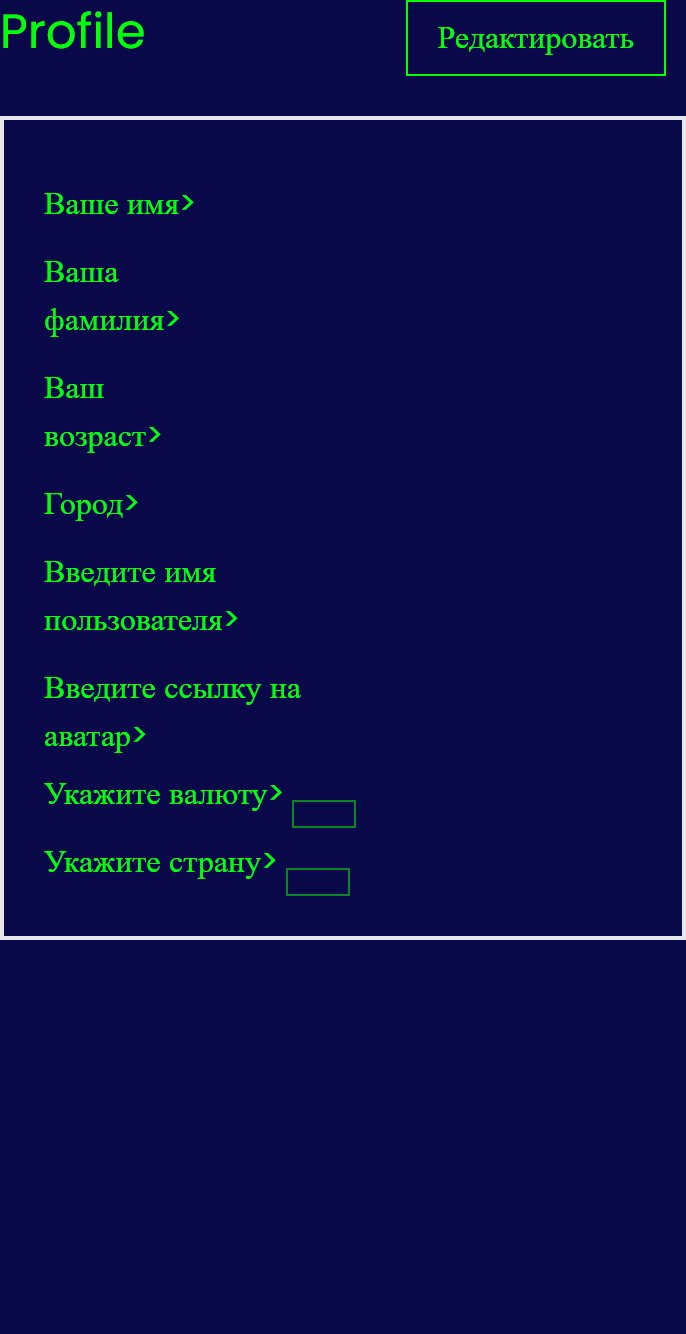 Profile
Редактировать
Ваше имя>
Ваша
фамилия>
Ваш
возраст>
Город>
Введите имя
пользователя>
Введите ссылку на
аватар>
Укажите валюту>
Укажите страну>